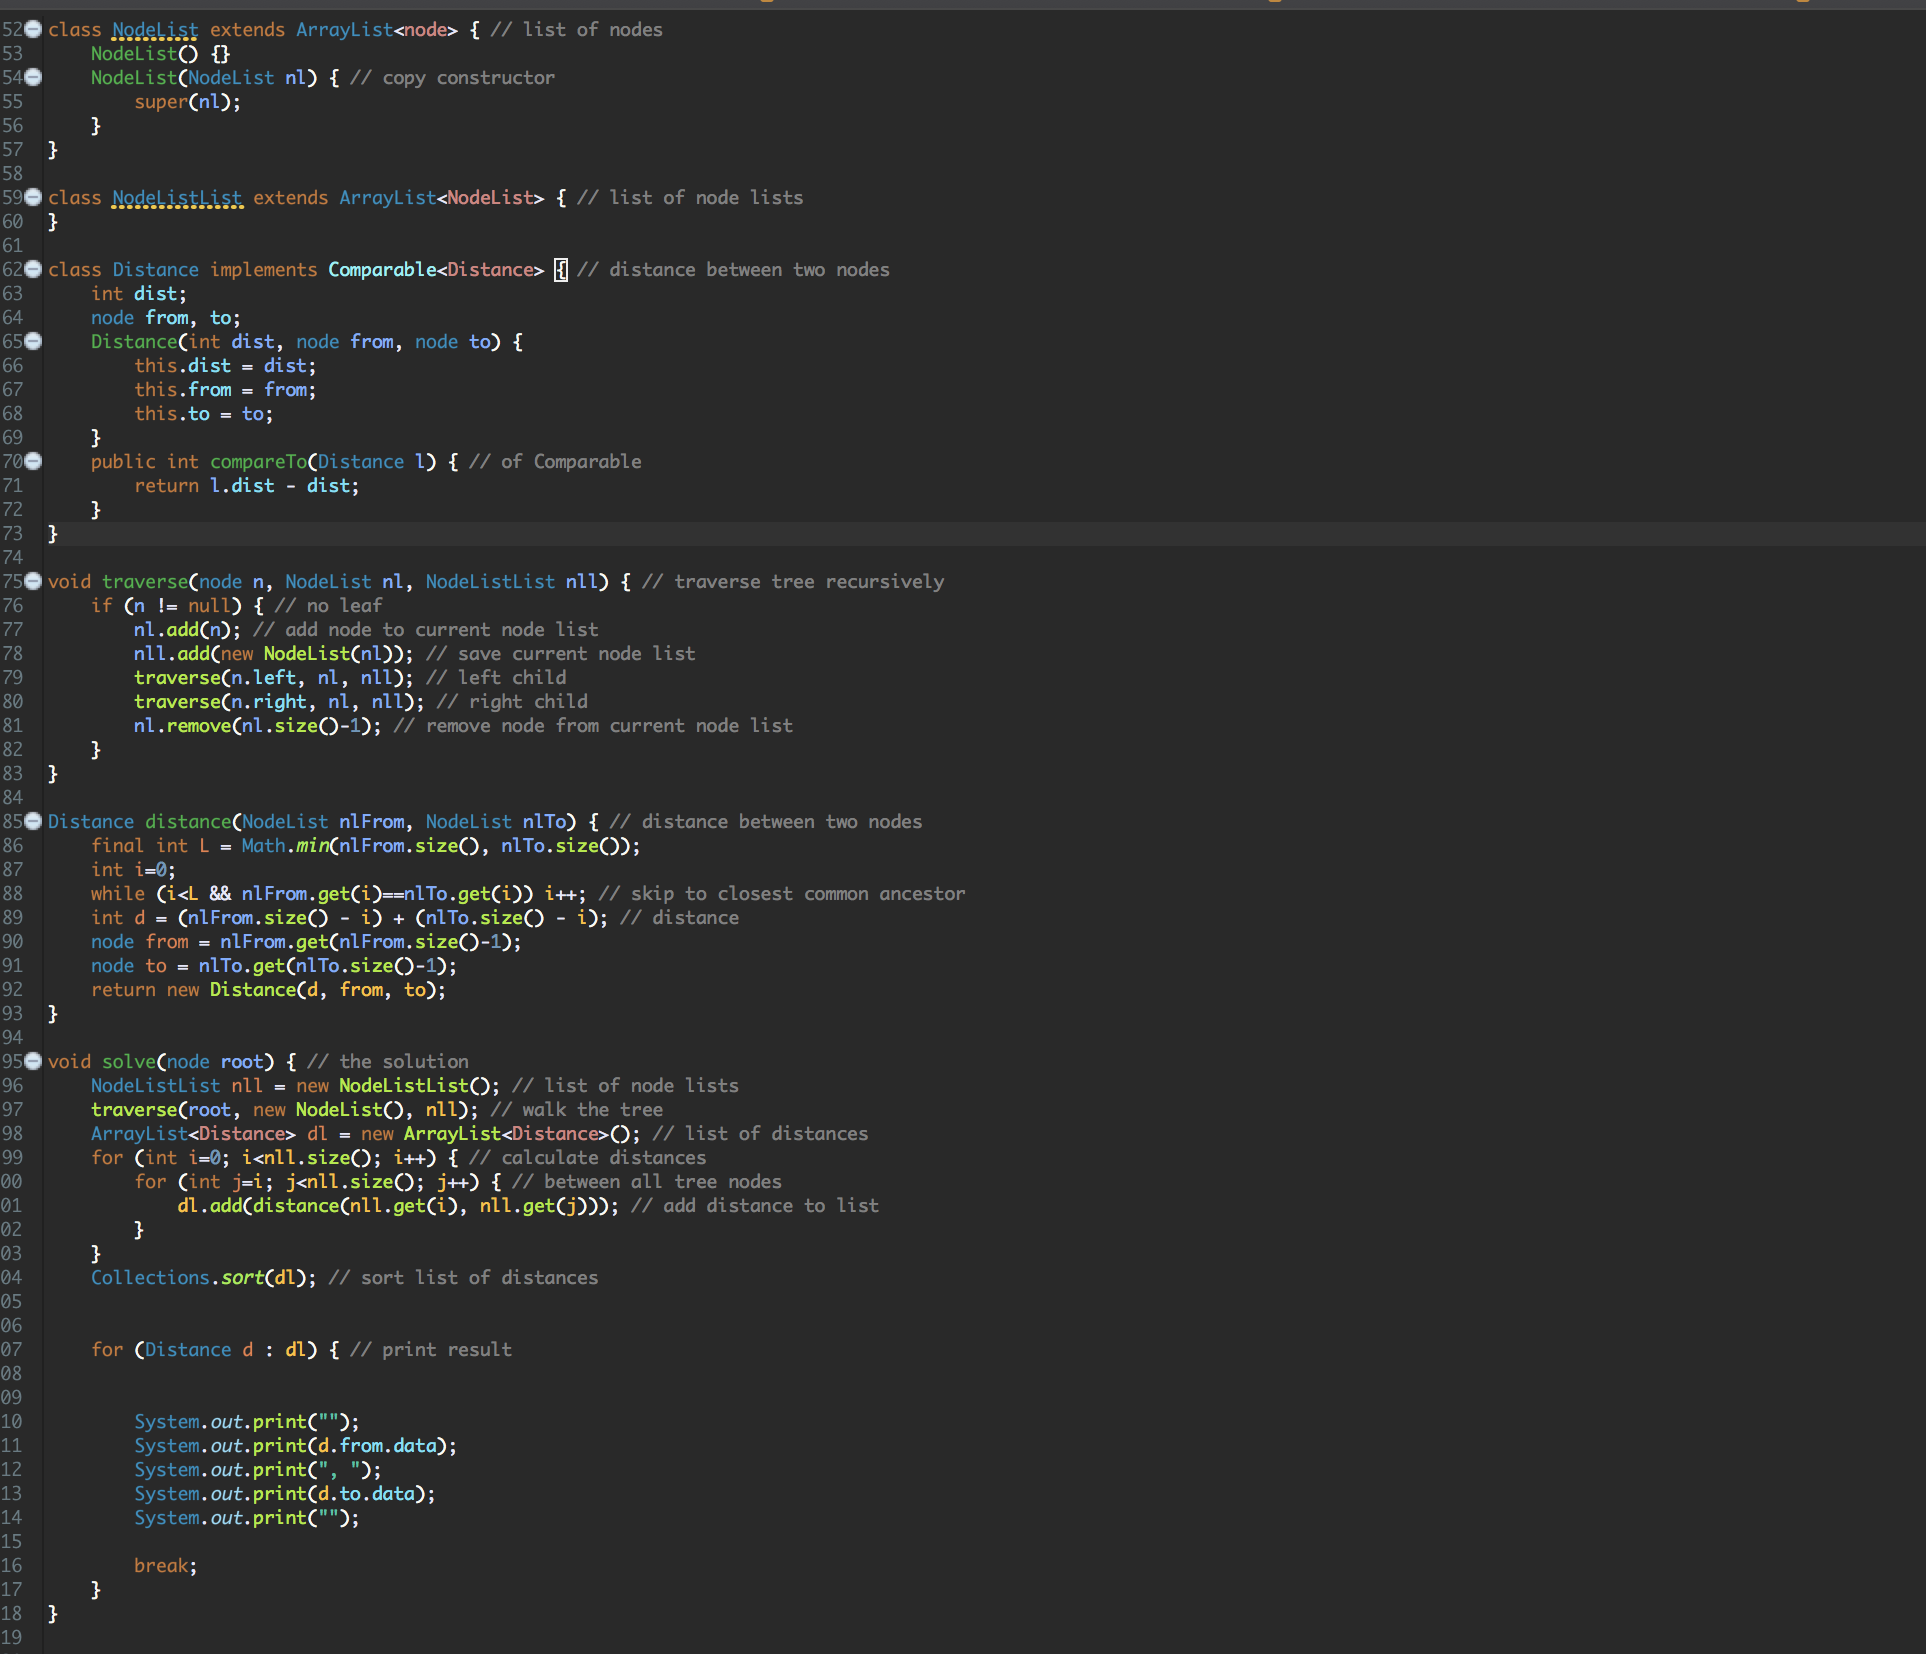 52 class NodeList extends ArrayList<node> { // list of nodes
53     NodeList() {}
54     NodeList(NodeList nl) { // copy constructor
55         super(nl);
56     }
57 }
58
59 class NodeListList extends ArrayList<NodeList> { // list of node lists
60 }
61
62 class Distance implements Comparable<Distance> { // distance between two nodes
63     int dist;
64     node from, to;
65     Distance(int dist, node from, node to) {
66         this.dist = dist;
67         this.from = from;
68         this.to = to;
69     }
70     public int compareTo(Distance l) { // of Comparable
71         return l.dist - dist;
72     }
73 }
74
75 void traverse(node n, NodeList nl, NodeListList nll) { // traverse tree recursively
76     if (n != null) { // no leaf
77         nl.add(n); // add node to current node list
78         nll.add(new NodeList(nl)); // save current node list
79         traverse(n.left, nl, nll); // left child
80         traverse(n.right, nl, nll); // right child
81         nl.remove(nl.size()-1); // remove node from current node list
82     }
83 }
84
85 Distance distance(NodeList nlFrom, NodeList nlTo) { // distance between two nodes
86     final int L = Math.min(nlFrom.size(), nlTo.size());
87     int i=0;
88     while (i<L && nlFrom.get(i)==nlTo.get(i)) i++; // skip to closest common ancestor
89     int d = (nlFrom.size() - i) + (nlTo.size() - i); // distance
90     node from = nlFrom.get(nlFrom.size()-1);
91     node to = nlTo.get(nlTo.size()-1);
92     return new Distance(d, from, to);
93 }
94
95 void solve(node root) { // the solution
96     NodeListList nll = new NodeListList(); // list of node lists
97     traverse(root, new NodeList(), nll); // walk the tree
98     ArrayList<Distance> dl = new ArrayList<Distance>(); // list of distances
99     for (int i=0; i<nll.size(); i++) { // calculate distances
00         for (int j=i; j<nll.size(); j++) { // between all tree nodes
01             dl.add(distance(nll.get(i), nll.get(j))); // add distance to list
02         }
03     }
04     Collections.sort(dl); // sort list of distances
05
06
07     for (Distance d : dl) { // print result
08
09
10         System.out.print("");
11         System.out.print(d.from.data);
12         System.out.print(", ");
13         System.out.print(d.to.data);
14         System.out.print("");
15
16         break;
17     }
18 }
19